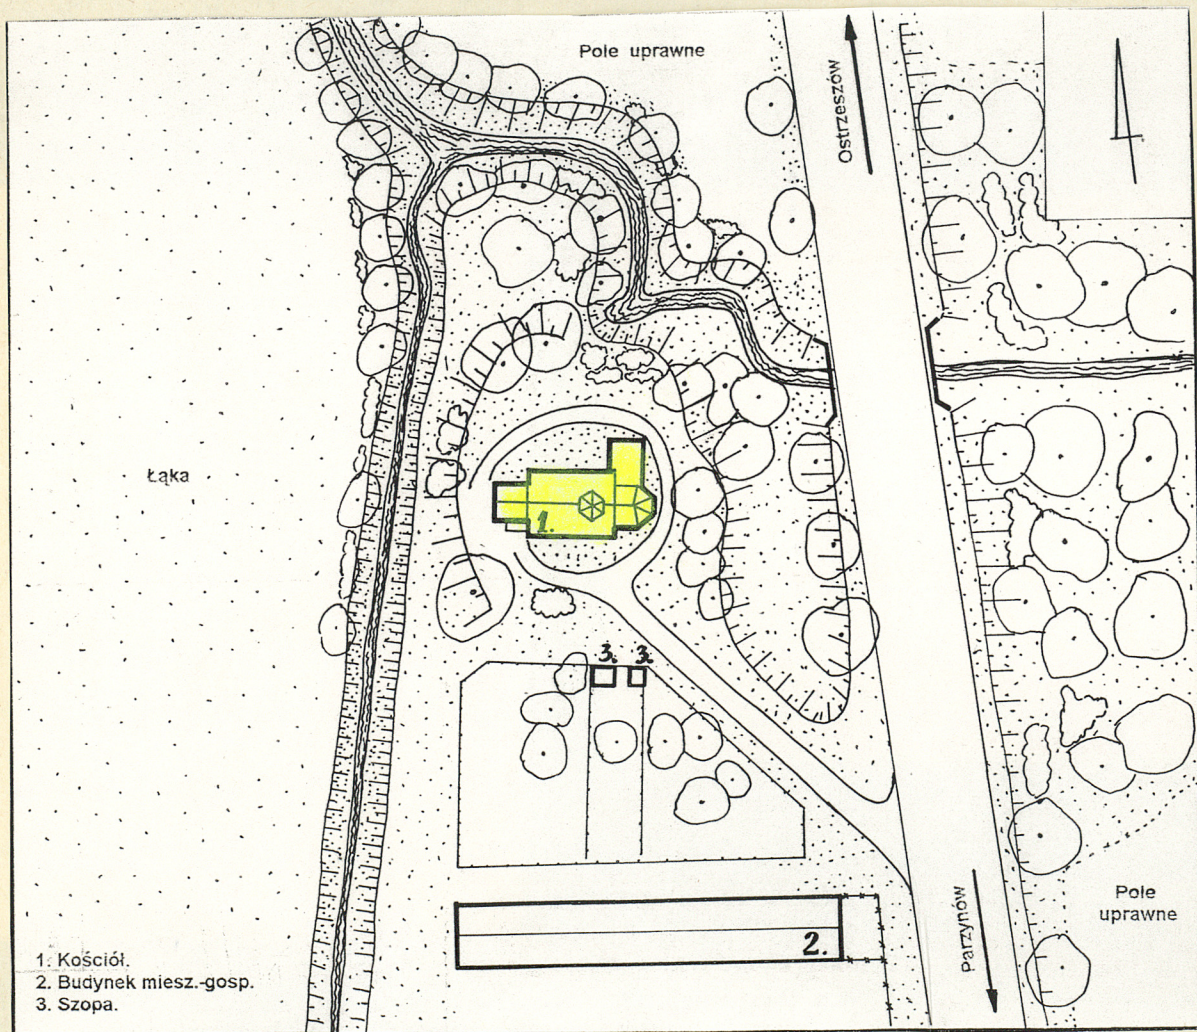 Pole uprawne
Ostrzeszów
Łąka
1.
3. 3.
Parzynów
Pole
uprawne
2.
1. Kościół.
2. Budynek miesz.-gosp.
3. Szopa.